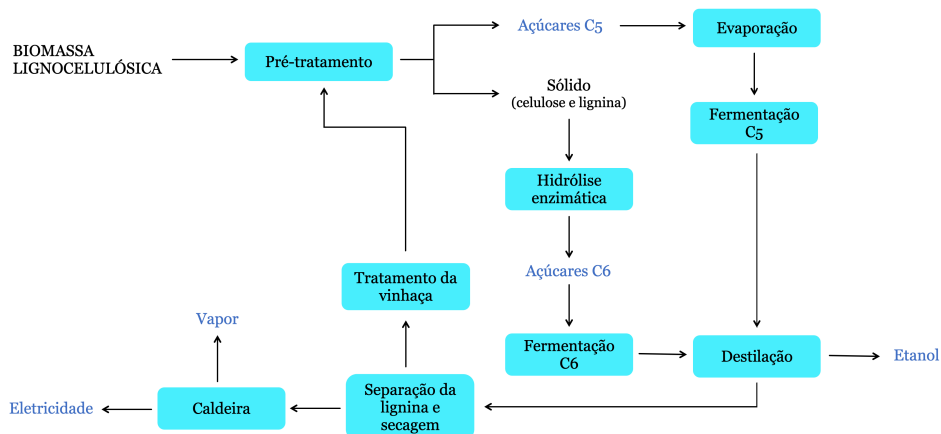 BIOMASSA
LIGNOCELULÓSICA
Pré-tratamento
Açúcares C5
Evaporação
Sólido
(celulose e lignina)
Fermentação
C5
Hidrólise
enzimática
Açúcares C6
Tratamento da
vinhaça
Vapor
Fermentação
C6
Destilação
Etanol
Eletricidade
Caldeira
Separação da
lignina e
secagem